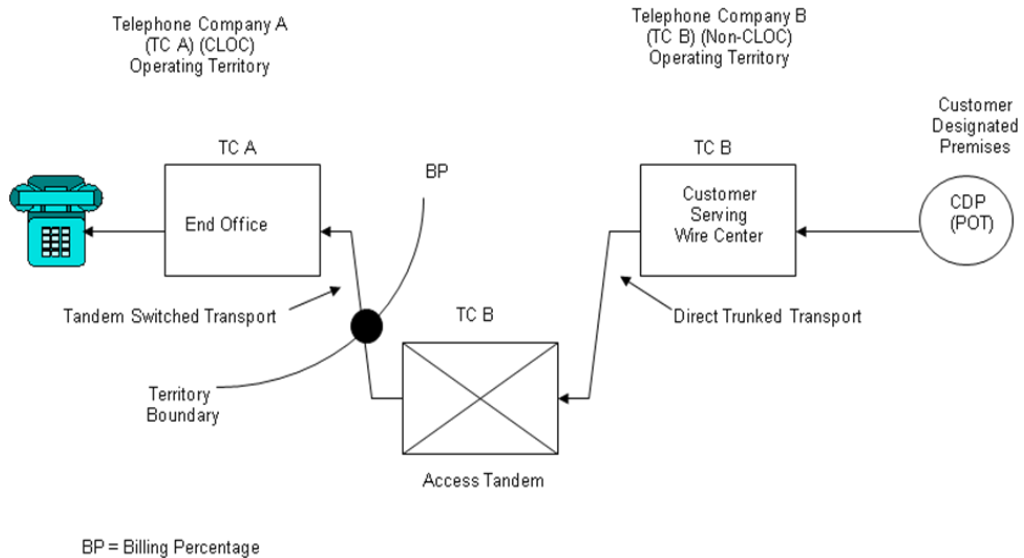 Telephone Company A
(TC A) (CLOC)
Operating Territory
Telephone Company B
(TC B) (Non-CLOC)
Operating Territory
Customer
Designated
Premises
TC A
End Office
BP
TC B
Customer
Serving
Wire Center
CDP
(POT)
Tandem Switched Transport
TC B
Direct Trunked Transport
Territory
Boundary
Access Tandem
BP = Billing Percentage